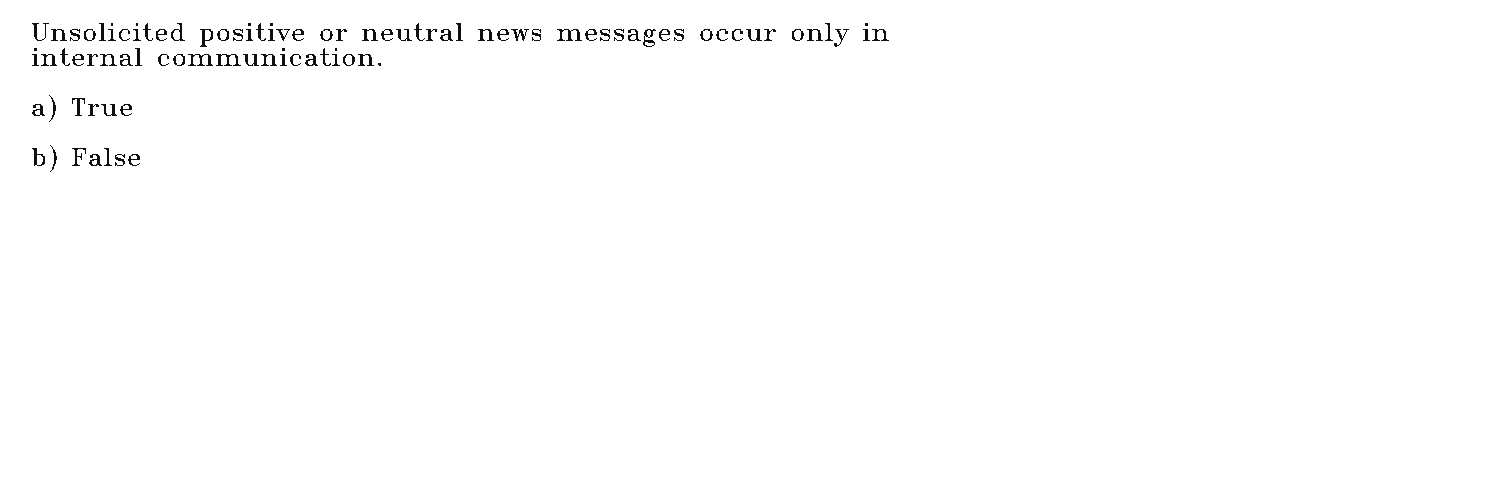 Unsolicited positive or neutral news messages occur only in
internal communication.
a) True
b) False